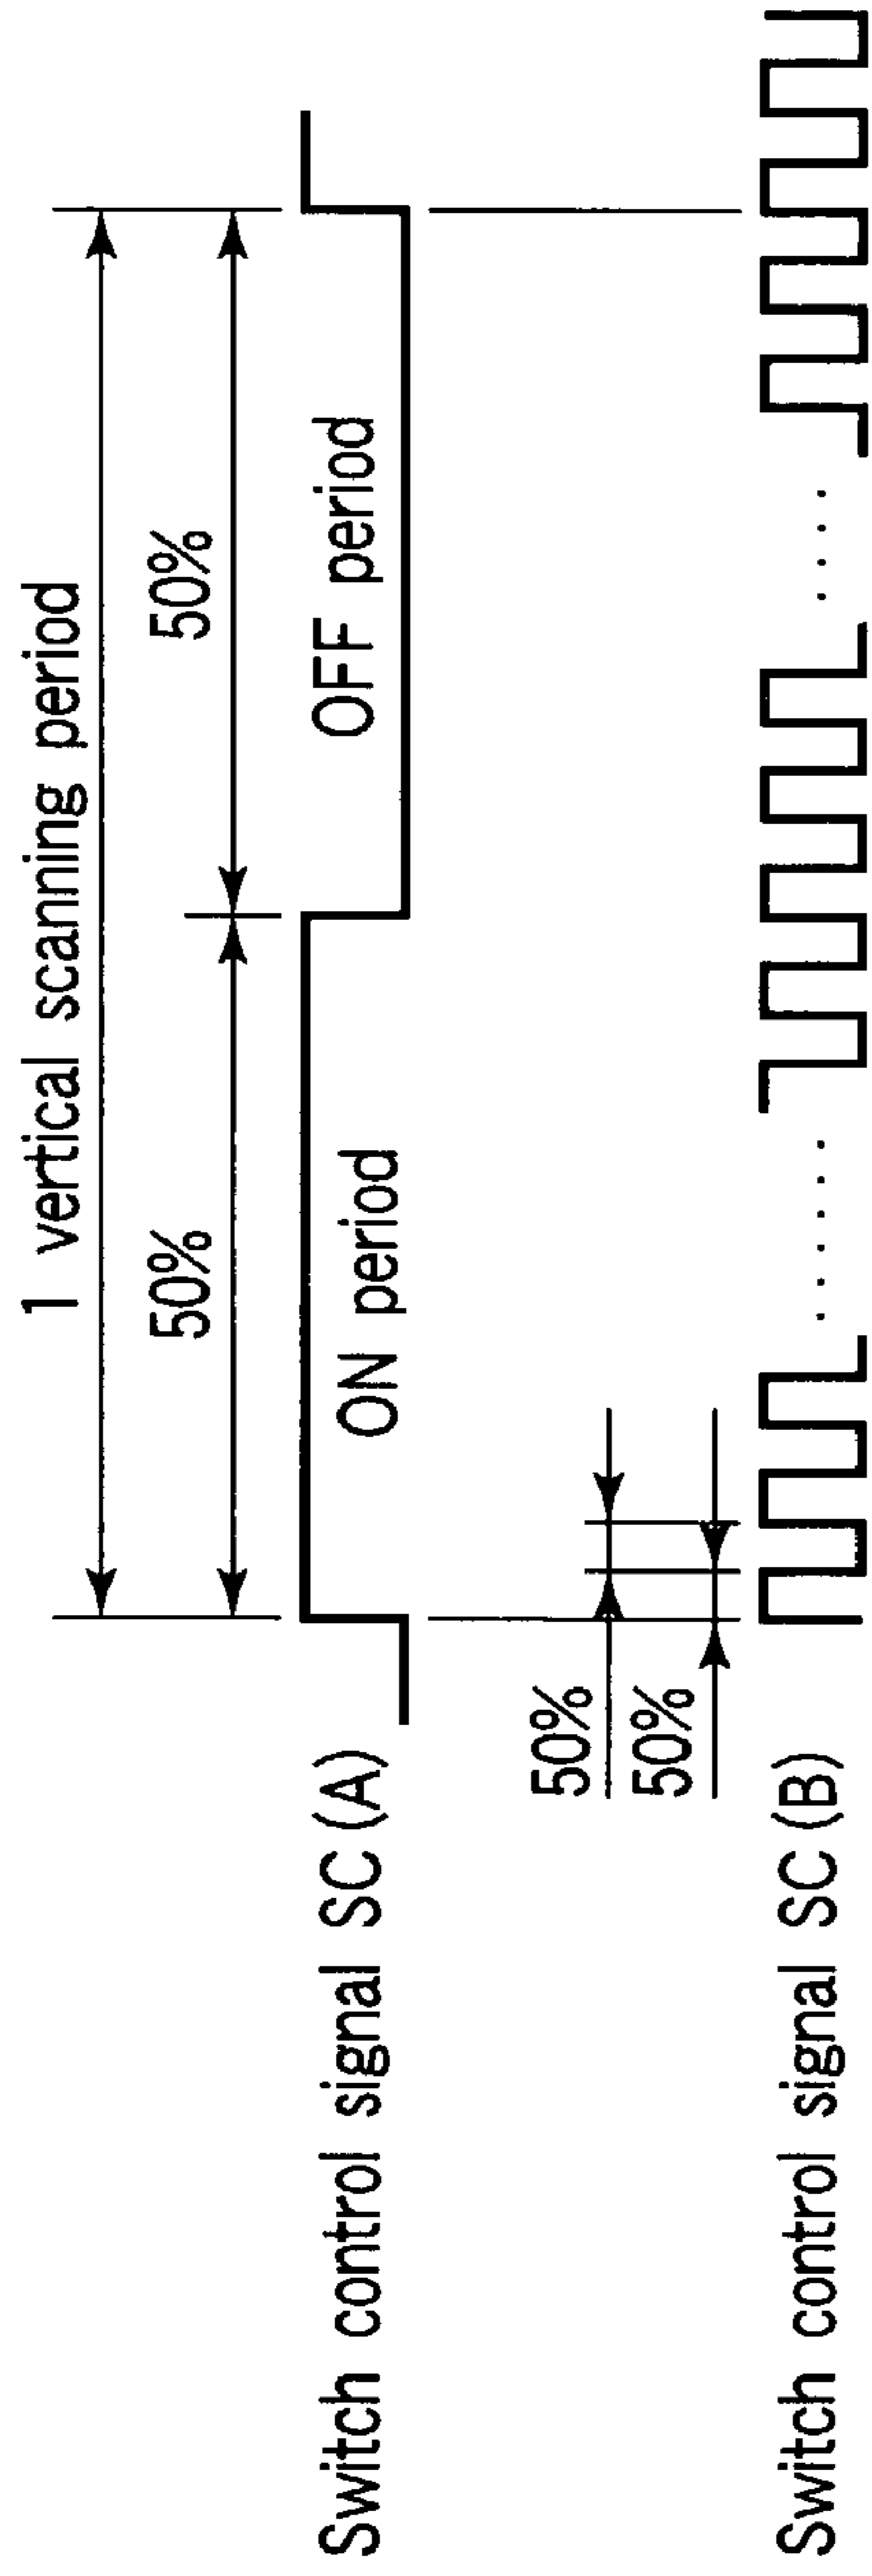 1 vertical scanning period
50%
50%
Switch control signal SC (A)
ON period
OFF period
50%
50%
Switch control signal SC (B)